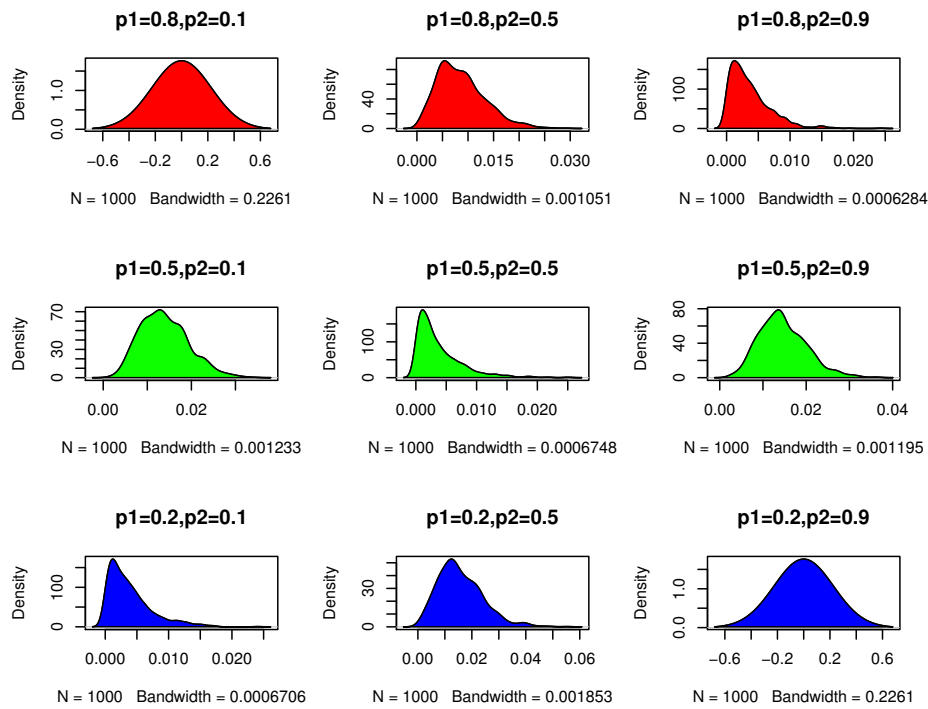 p1=0.8,p2=0.1 p1=0.8,p2=0.5 p1=0.8,p2=0.9
Density Density Density
1.0 40 100
0.0 0 0
−0.6 −0.2 0.2 0.6 0.000 0.015 0.030 0.000 0.010 0.020
N = 1000 Bandwidth = 0.2261 N = 1000 Bandwidth = 0.001051 N = 1000 Bandwidth = 0.0006284
p1=0.5,p2=0.1 p1=0.5,p2=0.5 p1=0.5,p2=0.9
Density Density Density
70 80
30 100 40
0 0 0
0.00 0.02 0.000 0.010 0.020 0.00 0.02 0.04
N = 1000 Bandwidth = 0.001233 N = 1000 Bandwidth = 0.0006748 N = 1000 Bandwidth = 0.001195
p1=0.2,p2=0.1 p1=0.2,p2=0.5 p1=0.2,p2=0.9
Density Density Density
100 30 1.0
0 0 0.0
0.000 0.010 0.020 0.00 0.02 0.04 0.06 −0.6 −0.2 0.2 0.6
N = 1000 Bandwidth = 0.0006706 N = 1000 Bandwidth = 0.001853 N = 1000 Bandwidth = 0.2261